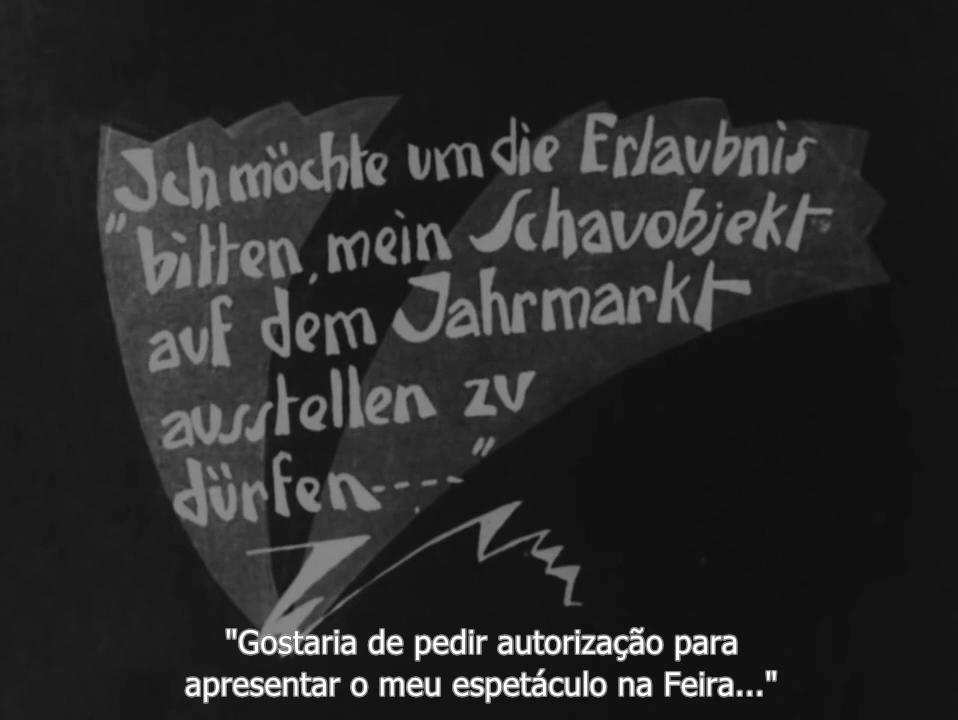 „Ich möchte um die Erlaubnis
bitten, mein Schauobjekt
auf dem Jahrmarkt
ausstellen zu
dürfen-----"
"Gostaria de pedir autorização para
apresentar o meu espetáculo na Feira..."